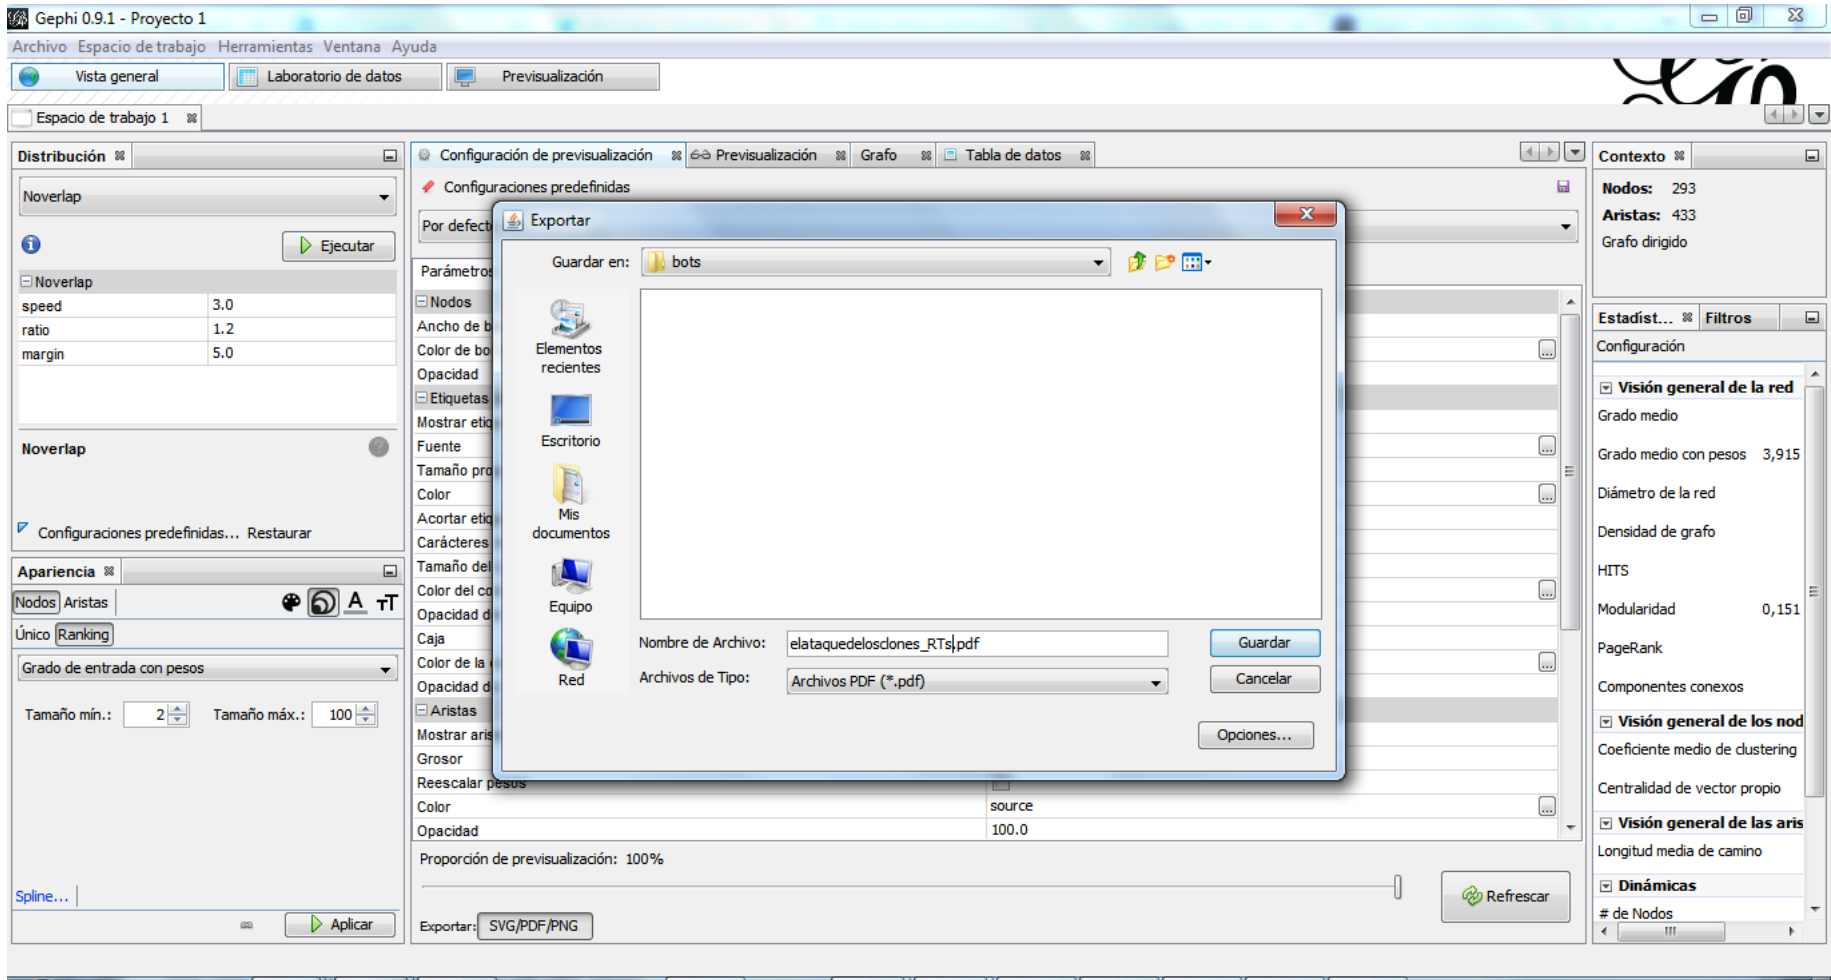 Gephi 0.9.1 - Proyecto 1
Archivo Espacio de trabajo Herramientas Ventana Ayuda
Vista general Laboratorio de datos Previsualización
Espacio de trabajo 1
Distribución
Noverlap
Ejecutar
Noverlap
speed 3.0
ratio 1.2
margin 5.0
Noverlap
Configuraciones predefinidas... Restaurar
Apariencia
Nodos Aristas
Único Ranking
Grado de entrada con pesos
Tamaño mín.: 2 Tamaño máx.: 100
Spline...
Aplicar
Configuración de previsualización Previsualización Grafo Tabla de datos
Configuraciones predefinidas
Por defect
Parámetros
Nodos
Ancho de b
Color de bo
Opacidad
Etiquetas
Mostrar etiq
Fuente
Tamaño pro
Color
Acortar etiq
Carácteres
Tamaño del
Color del co
Opacidad d
Caja
Color de la
Opacidad d
Aristas
Mostrar aris
Grosor
Reescalar pesos
Color source
Opacidad 100.0
Proporción de previsualización: 100%
Refrescar
Exportar: SVG/PDF/PNG
Exportar
Guardar en: bots
Elementos
recientes
Escritorio
Mis
documentos
Equipo
Red
Nombre de Archivo: elataquedelosclones_RTs.pdf Guardar
Archivos de Tipo: Archivos PDF (*.pdf) Cancelar
Opciones...
Contexto
Nodos: 293
Aristas: 433
Grafo dirigido
Estadíst... Filtros
Configuración
Visión general de la red
Grado medio
Grado medio con pesos 3,915
Diámetro de la red
Densidad de grafo
HITS
Modularidad 0,151
PageRank
Componentes conexos
Visión general de los nod
Coeficiente medio de clustering
Centralidad de vector propio
Visión general de las aris
Longitud media de camino
Dinámicas
# de Nodos